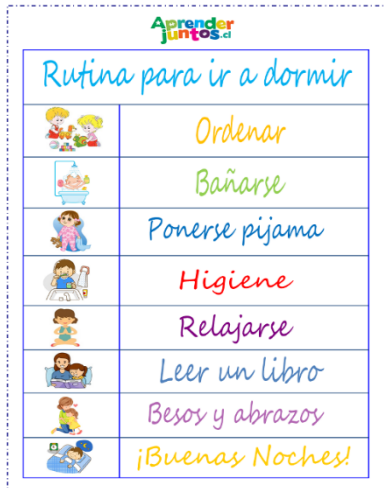 Aprender
juntos.cl
Rutina para ir a dormir
Ordenar
Bañarse
Ponerse pijama
Higiene
Relajarse
Leer un libro
Besos y abrazos
¡Buenas Noches!